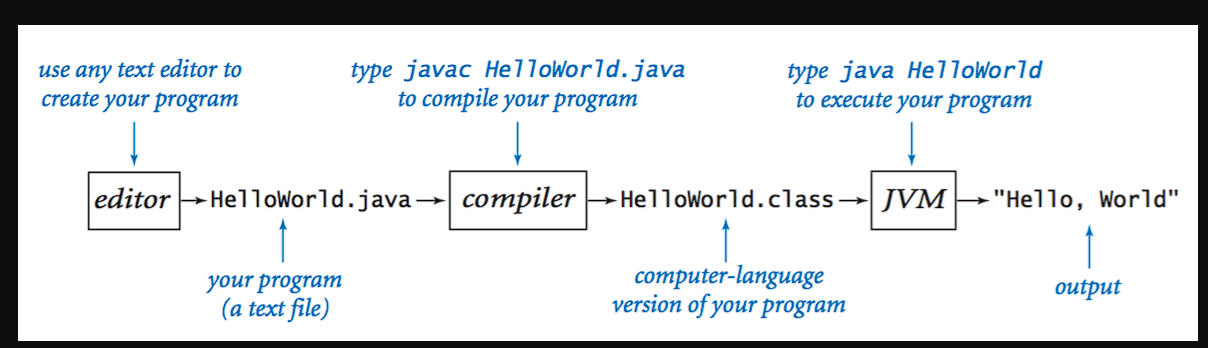 use any text editor to
create your program
type javac HelloWorld.java
to compile your program
type java HelloWorld
to execute your program
editor
HelloWorld.java
compiler
HelloWorld.class
JVM
"Hello, World"
your program
(a text file)
computer-language
version of your program
output